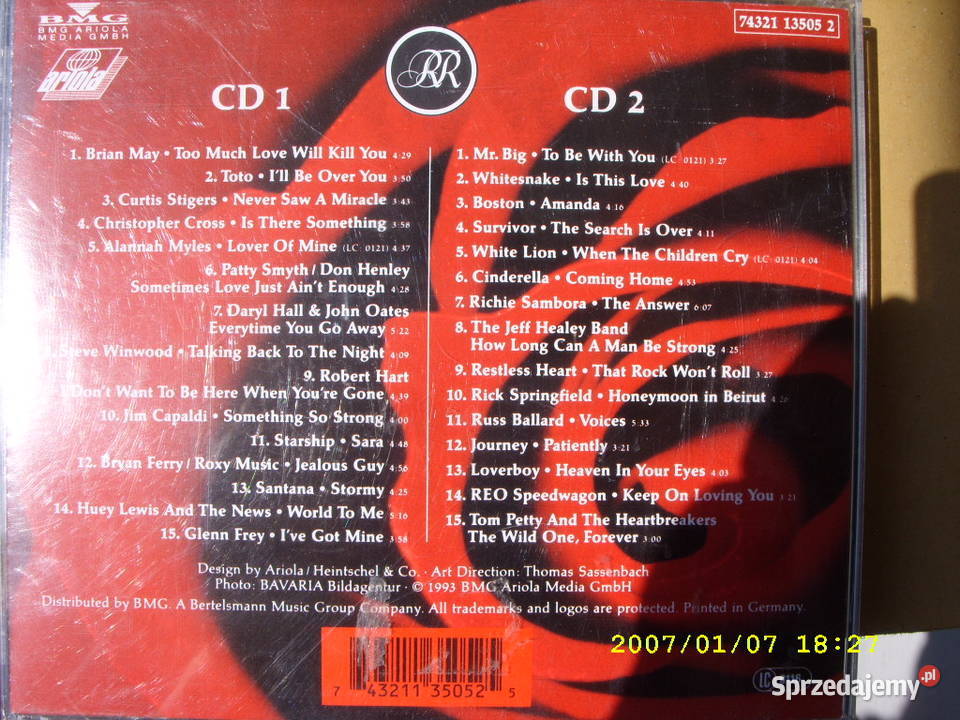 BMG
BMG ARIOLA
MEDIA GMBH
ariola
RR
74321 13505 2
CD 1
1. Brian May • Too Much Love Will Kill You 4:29
2. Toto • I'll Be Over You 3:50
3. Curtis Stigers • Never Saw A Miracle 3:43
4. Christopher Cross • Is There Something 3:58
5. Alannah Myles • Lover Of Mine (LC 0121) 4:37
6. Patty Smyth / Don Henley
Sometimes Love Just Ain't Enough 4:28
7. Daryl Hall & John Oates
Everytime You Go Away 5:22
Steve Winwood • Talking Back To The Night 4:09
9. Robert Hart
I Don't Want To Be Here When You're Gone 4:39
10. Jim Capaldi • Something So Strong 4:00
11. Starship • Sara 4:48
12. Bryan Ferry / Roxy Music • Jealous Guy 4:56
13. Santana • Stormy 4:25
14. Huey Lewis And The News • World To Me 5:16
15. Glenn Frey • I've Got Mine 3:58
CD 2
1. Mr. Big • To Be With You (LC 0121) 3:27
2. Whitesnake • Is This Love 4:40
3. Boston • Amanda 4:16
4. Survivor • The Search Is Over 4:11
5. White Lion • When The Children Cry (LC 0121) 4:04
6. Cinderella • Coming Home 4:53
7. Richie Sambora • The Answer 6:07
8. The Jeff Healey Band
How Long Can A Man Be Strong 4:25
9. Restless Heart • That Rock Won't Roll 3:27
10. Rick Springfield • Honeymoon in Beirut
11. Russ Ballard • Voices 5:33
12. Journey • Patiently 3:21
13. Loverboy • Heaven In Your Eyes 4:03
14. REO Speedwagon • Keep On Loving You 3:21
15. Tom Petty And The Heartbreakers
The Wild One, Forever 3:00
Design by Ariola / Heintschel & Co. · Art Direction: Thomas Sassenbach
Photo: BAVARIA Bildagentur · © 1993 BMG Ariola Media GmbH
Distributed by BMG. A Bertelsmann Music Group Company. All trademarks and logos are protected. Printed in Germany.
7 43211 35052 5
2007/01/07 18:27
LC
Sprzedajemy.pl